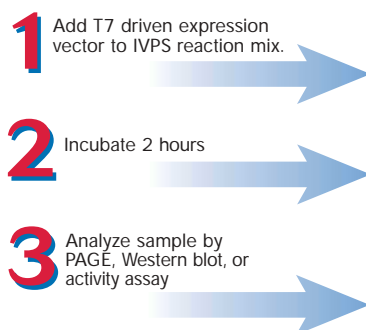 1 Add T7 driven expression
vector to IVPS reaction mix.
2 Incubate 2 hours
3 Analyze sample by
PAGE, Western blot, or
activity assay